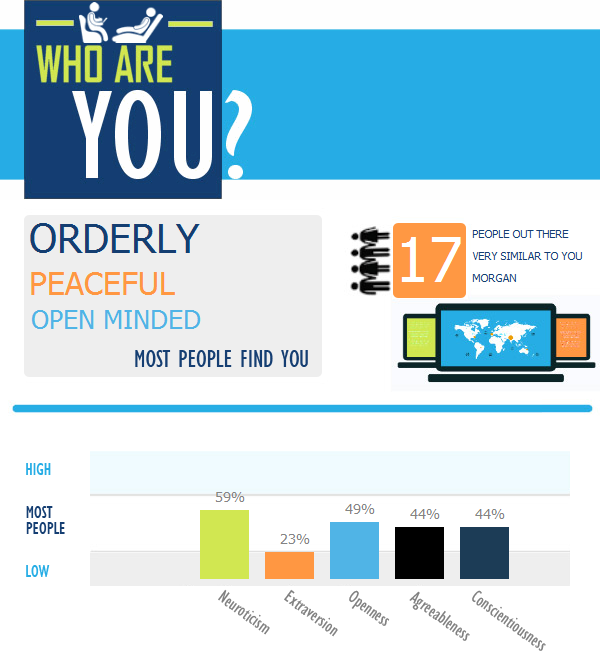 WHO ARE
YOU?
ORDERLY
PEACEFUL
OPEN MINDED
MOST PEOPLE FIND YOU
17
PEOPLE OUT THERE
VERY SIMILAR TO YOU
MORGAN
HIGH
MOST
PEOPLE
LOW
59%
23%
49%
44%
44%
Neuroticism
Extraversion
Openness
Agreeableness
Conscientiousness